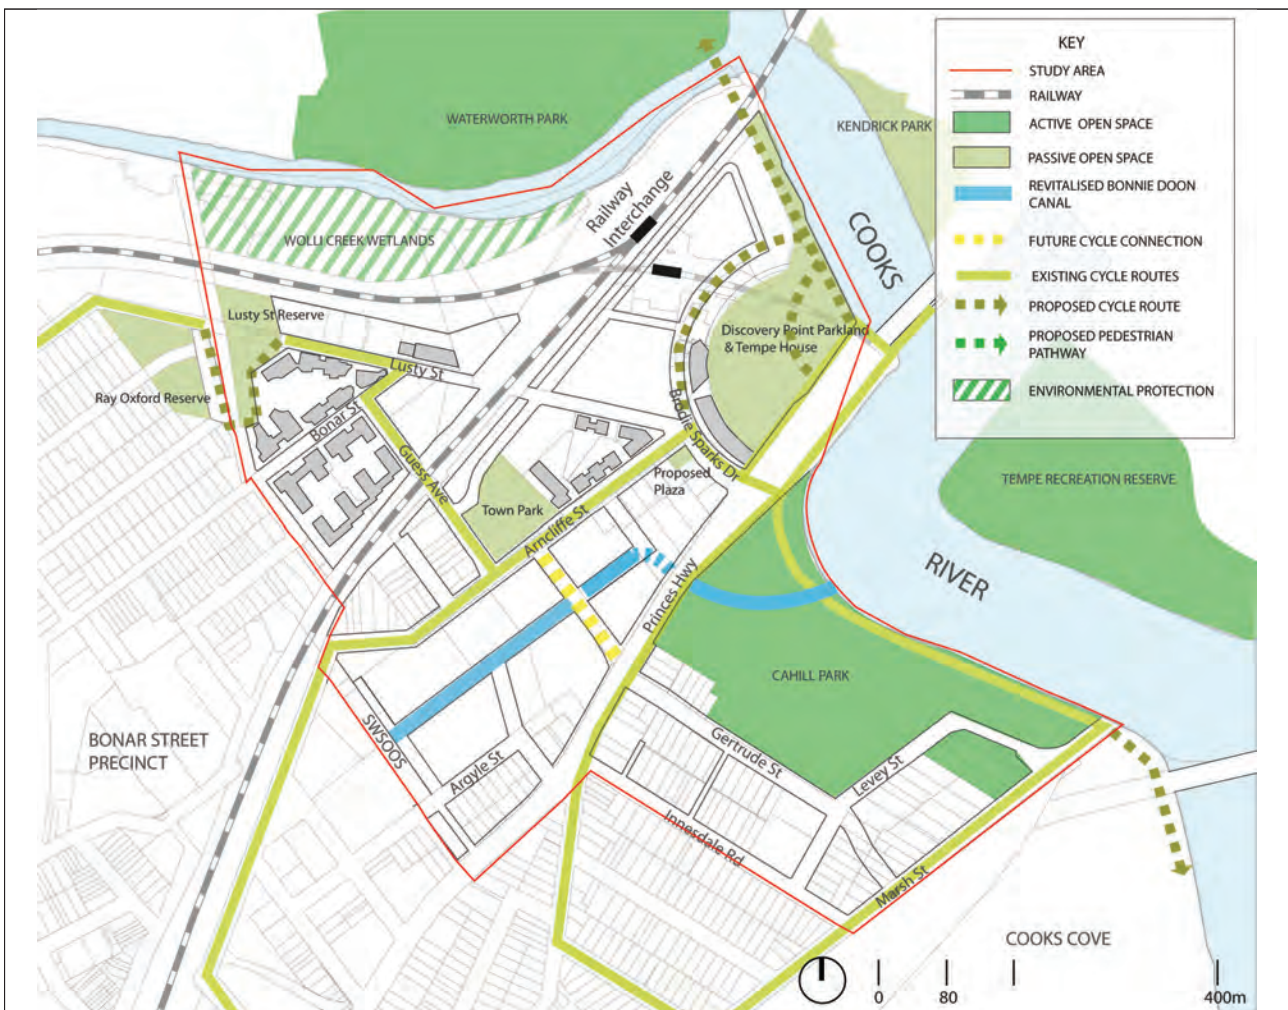 KEY
STUDY AREA
RAILWAY
ACTIVE OPEN SPACE
PASSIVE OPEN SPACE
REVITALISED BONNIE DOON
CANAL
FUTURE CYCLE CONNECTION
EXISTING CYCLE ROUTES
PROPOSED CYCLE ROUTE
PROPOSED PEDESTRIAN
PATHWAY
ENVIRONMENTAL PROTECTION
WATERWORTH PARK
KENDRICK PARK
Railway
Interchange
WOLLI CREEK WETLANDS
COOKS
RIVER
Lusty St Reserve
Lusty St
Discovery Point Parkland
& Tempe House
Ray Oxford Reserve
Bonar St
Brodie Sparks Dr
Guess Ave
Proposed
Plaza
Town Park
Arncliffe St
TEMPE RECREATION RESERVE
Princes Hwy
CAHILL PARK
SWSOOS
BONAR STREET
PRECINCT
Argyle St
Gertrude St
Levey St
Innesdale Rd
Marsh St
COOKS COVE
0
80
400m